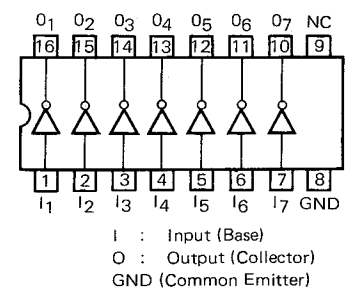 O1 O2 O3 O4 O5 O6 O7 NC
16 15 14 13 12 11 10 9
1 2 3 4 5 6 7 8
I1 I2 I3 I4 I5 I6 I7 GND
I : Input (Base)
O : Output (Collector)
GND (Common Emitter)